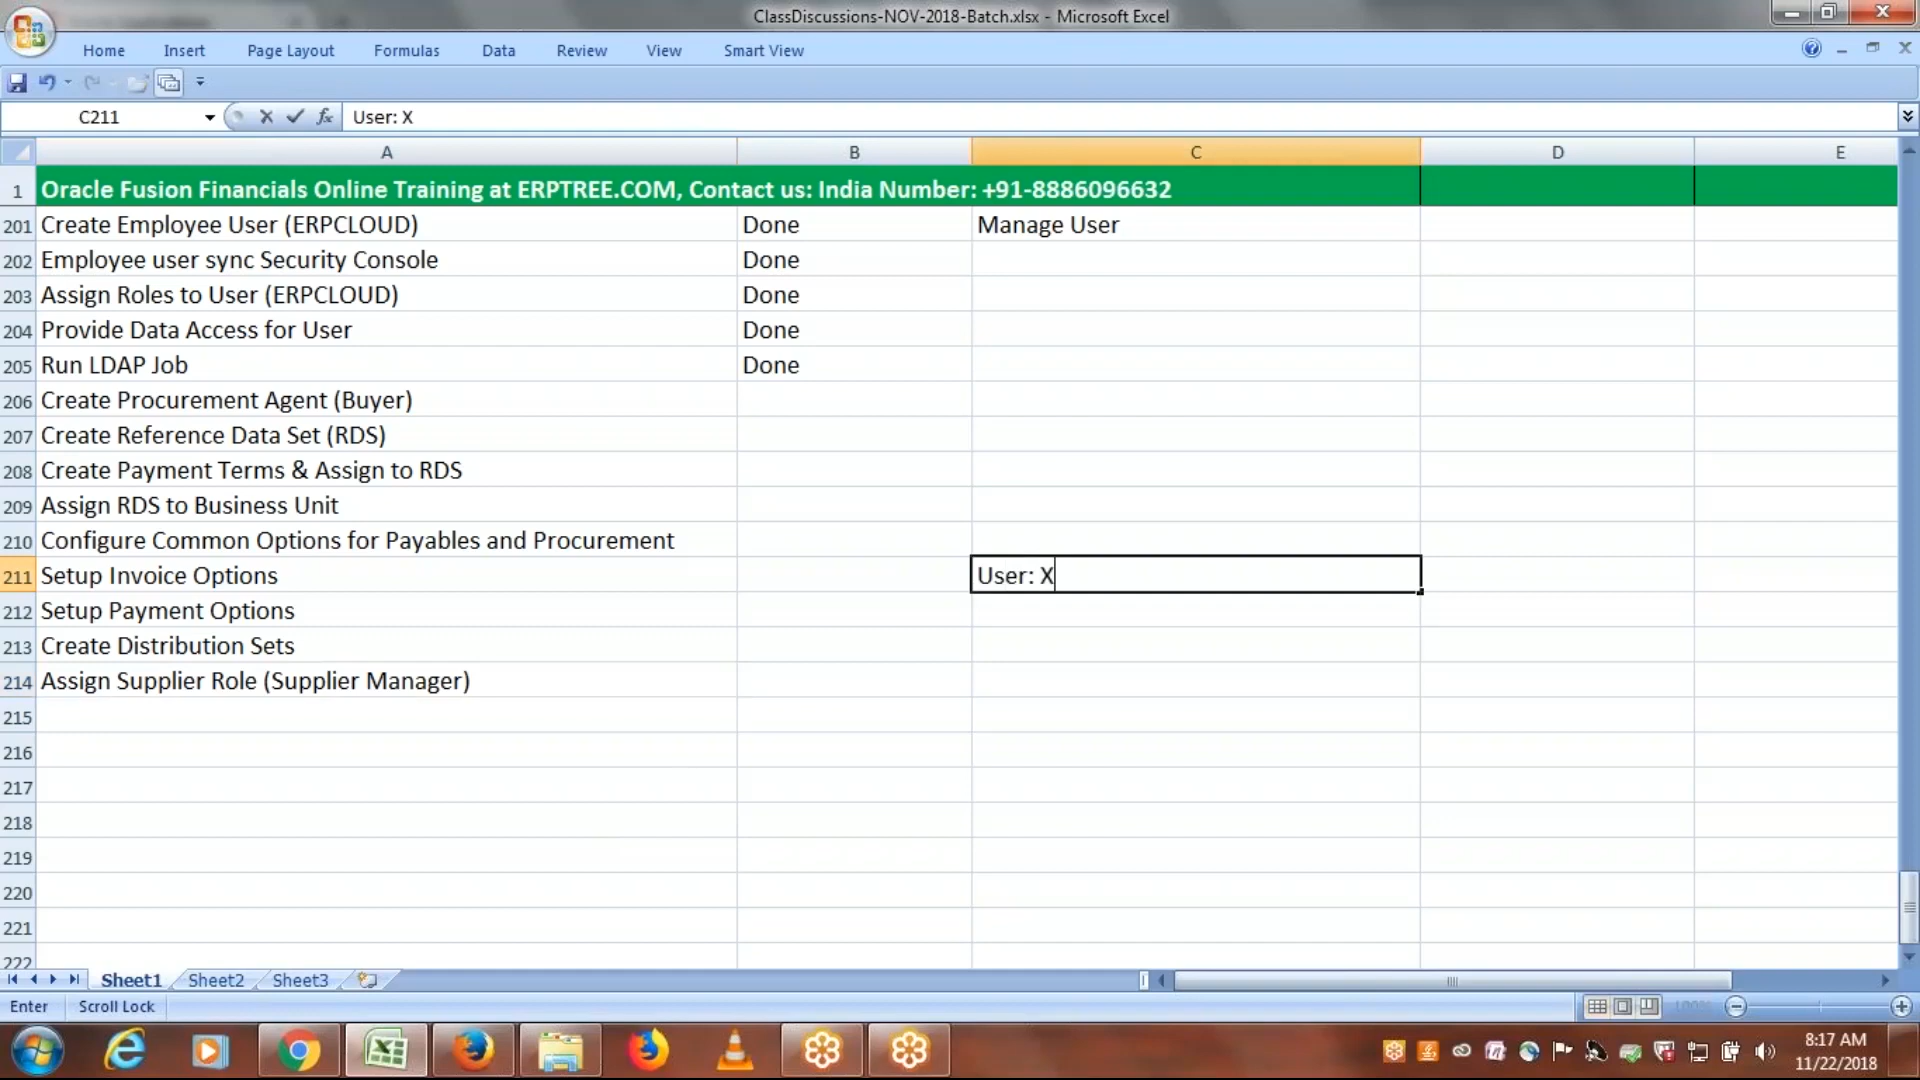 ClassDiscussions-NOV-2018-Batch.xlsx - Microsoft Excel
Home Insert Page Layout Formulas Data Review View Smart View
C211 fx User: X
A B C D E
1 Oracle Fusion Financials Online Training at ERPTREE.COM, Contact us: India Number: +91-8886096632
201 Create Employee User (ERPCLOUD) Done Manage User
202 Employee user sync Security Console Done
203 Assign Roles to User (ERPCLOUD) Done
204 Provide Data Access for User Done
205 Run LDAP Job Done
206 Create Procurement Agent (Buyer)
207 Create Reference Data Set (RDS)
208 Create Payment Terms & Assign to RDS
209 Assign RDS to Business Unit
210 Configure Common Options for Payables and Procurement
211 Setup Invoice Options User: X
212 Setup Payment Options
213 Create Distribution Sets
214 Assign Supplier Role (Supplier Manager)
215
216
217
218
219
220
221
222
Sheet1 Sheet2 Sheet3
Enter Scroll Lock 100%
8:17 AM
11/22/2018